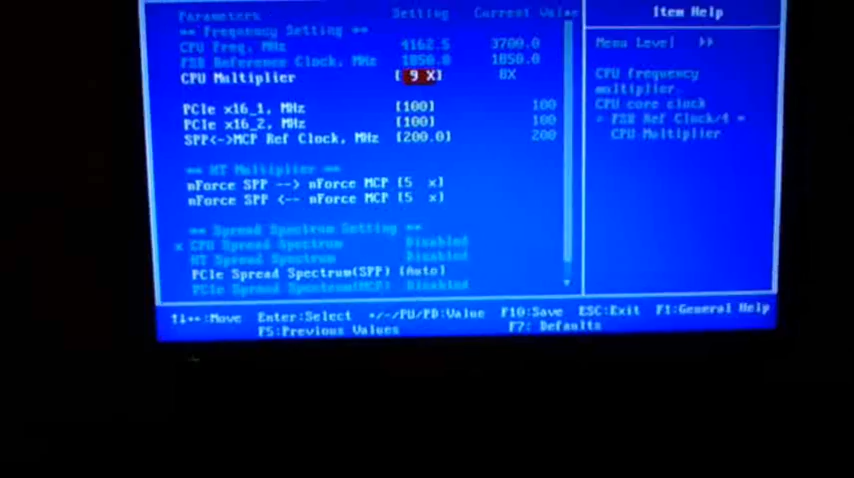 Parameters Setting Current Value
** Frequency Setting **
CPU Freq, MHz 4162.5 3700.0
FSB Reference Clock, MHz 1850.0 1850.0
CPU Multiplier [ 9 X] 8X
PCIe x16_1, MHz [100] 100
PCIe x16_2, MHz [100] 100
SPP<->MCP Ref Clock, MHz [200.0] 200
** HT Multiplier **
nForce SPP --> nForce MCP [5 x]
nForce SPP <-- nForce MCP [5 x]
** Spread Spectrum Setting **
x CPU Spread Spectrum Disabled
HT Spread Spectrum Disabled
PCIe Spread Spectrum(SPP) [Auto]
PCIe Spread Spectrum(MCP) Disabled
Item Help
Menu Level ▸▸
CPU frequency
multiplier.
CPU core clock
= FSB Ref Clock/4 *
CPU Multiplier
↑↓↔:Move Enter:Select +/-/PU/PD:Value F10:Save ESC:Exit F1:General Help
F5:Previous Values F7: Defaults